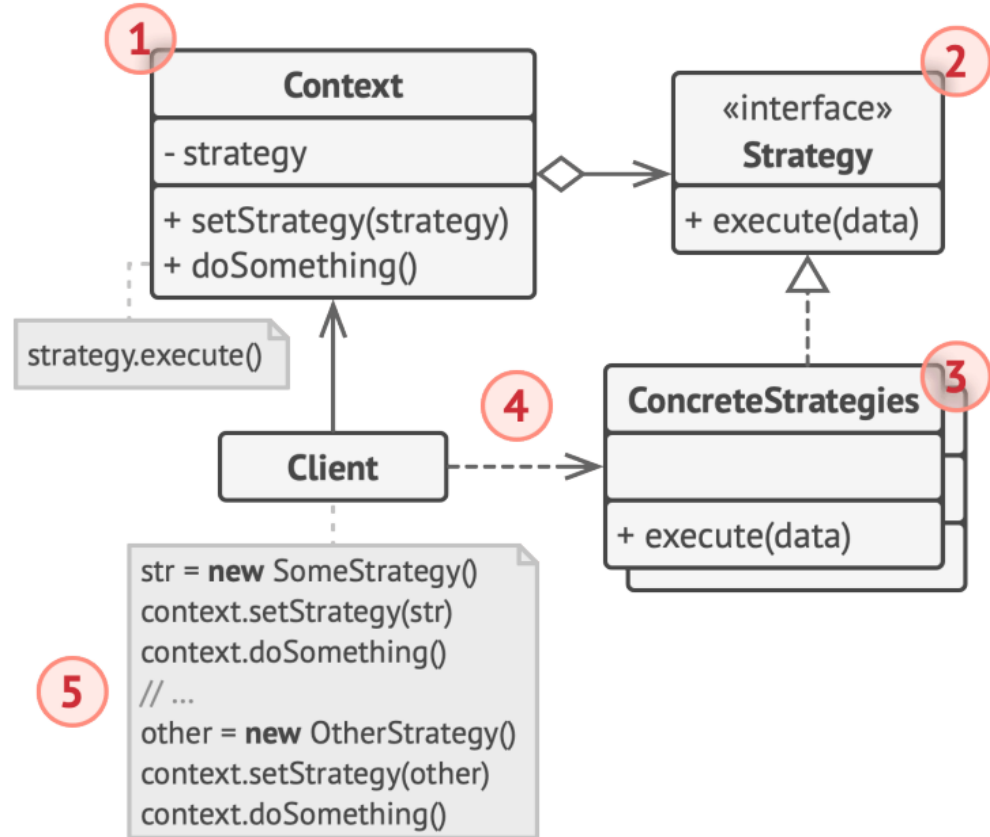 1
Context
- strategy
+ setStrategy(strategy)
+ doSomething()
strategy.execute()
2
«interface»
Strategy
+ execute(data)
3
ConcreteStrategies
+ execute(data)
4
Client
5
str = new SomeStrategy()
context.setStrategy(str)
context.doSomething()
// ...
other = new OtherStrategy()
context.setStrategy(other)
context.doSomething()